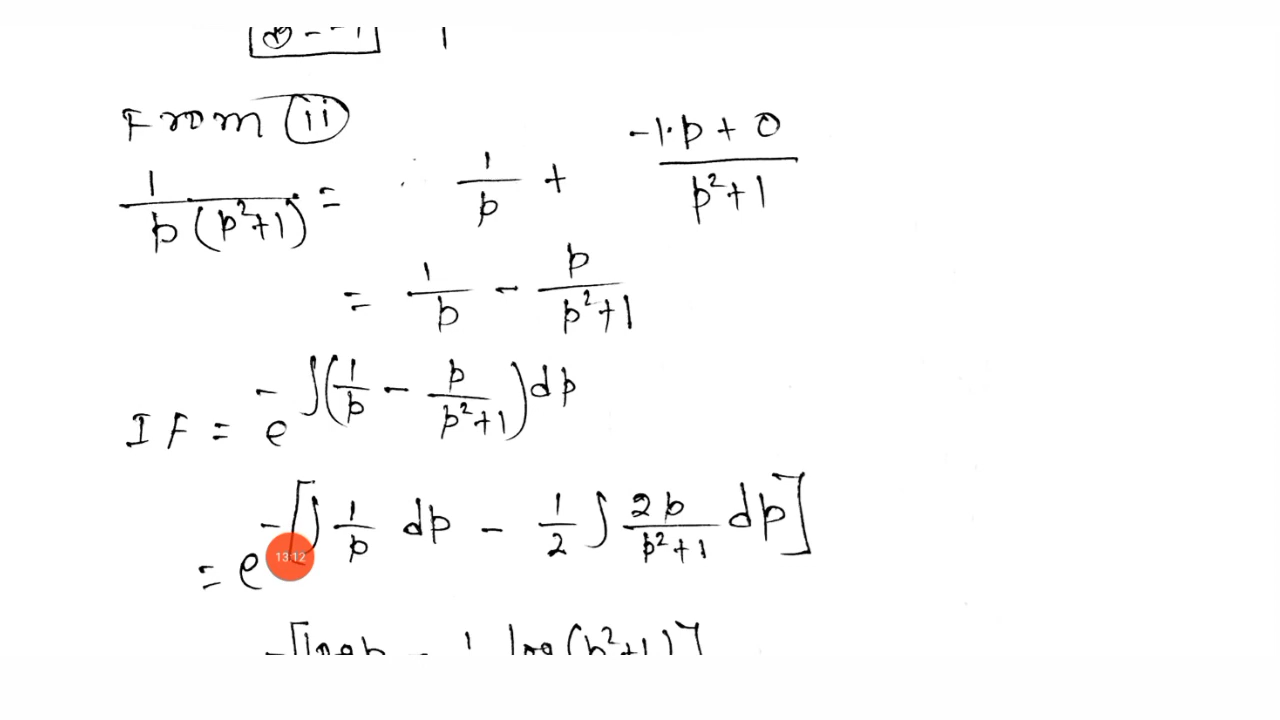 From (ii)
1/(p(p²+1)) = 1/p + (-1·p + 0)/(p²+1)
= 1/p - p/(p²+1)
IF = e^{-∫(1/p - p/(p²+1))dp}
= e^{-[∫ 1/p dp - 1/2 ∫ 2p/(p²+1) dp]}
13:12